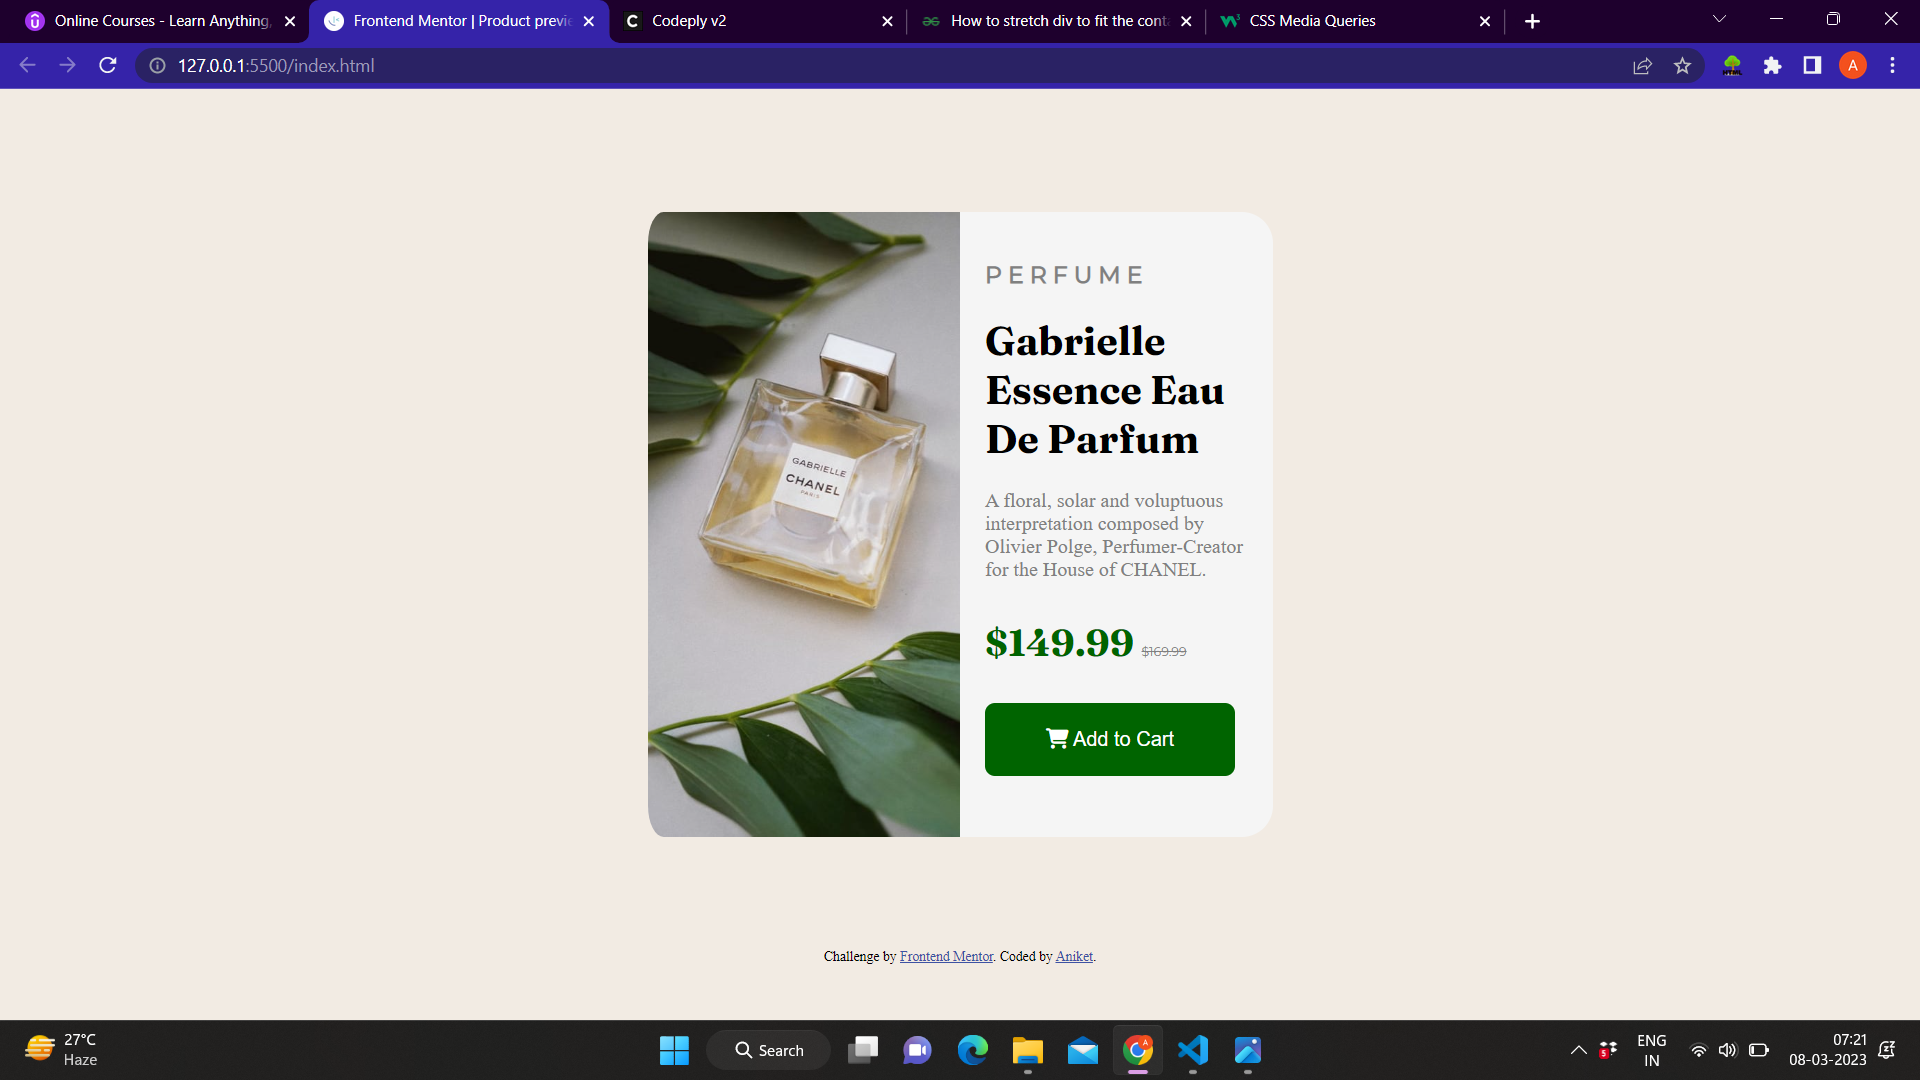 Online Courses - Learn Anything,
Frontend Mentor | Product previe
Codeply v2
How to stretch div to fit the conta
CSS Media Queries
127.0.0.1:5500/index.html
A
PERFUME
Gabrielle
Essence Eau
De Parfum
A floral, solar and voluptuous
interpretation composed by
Olivier Polge, Perfumer-Creator
for the House of CHANEL.
$149.99 $169.99
Add to Cart
GABRIELLE
CHANEL
PARIS
Challenge by Frontend Mentor. Coded by Aniket.
27°C
Haze
Search
A
5
ENG
IN
07:21
08-03-2023